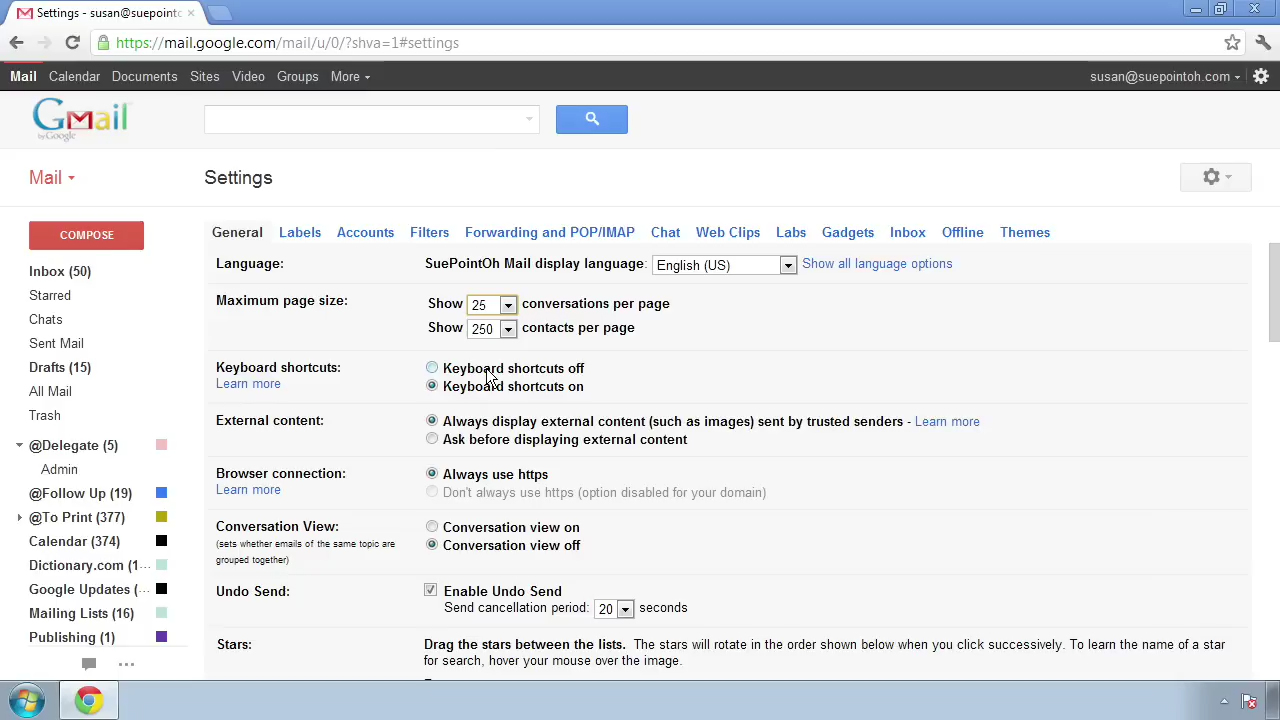 Settings - susan@suepointo
https://mail.google.com/mail/u/0/?shva=1#settings
Mail Calendar Documents Sites Video Groups More susan@suepointoh.com
Gmail
by Google
Mail
Settings
COMPOSE
General Labels Accounts Filters Forwarding and POP/IMAP Chat Web Clips Labs Gadgets Inbox Offline Themes
Inbox (50)
Starred
Chats
Sent Mail
Drafts (15)
All Mail
Trash
@Delegate (5)
Admin
@Follow Up (19)
@To Print (377)
Calendar (374)
Dictionary.com (1...
Google Updates (...
Mailing Lists (16)
Publishing (1)
Language: SuePointOh Mail display language: English (US) Show all language options
Maximum page size: Show 25 conversations per page
Show 250 contacts per page
Keyboard shortcuts: Keyboard shortcuts off
Learn more Keyboard shortcuts on
External content: Always display external content (such as images) sent by trusted senders - Learn more
Ask before displaying external content
Browser connection: Always use https
Learn more Don't always use https (option disabled for your domain)
Conversation View: Conversation view on
(sets whether emails of the same topic are Conversation view off
grouped together)
Undo Send: Enable Undo Send
Send cancellation period: 20 seconds
Stars: Drag the stars between the lists. The stars will rotate in the order shown below when you click successively. To learn the name of a star
for search, hover your mouse over the image.